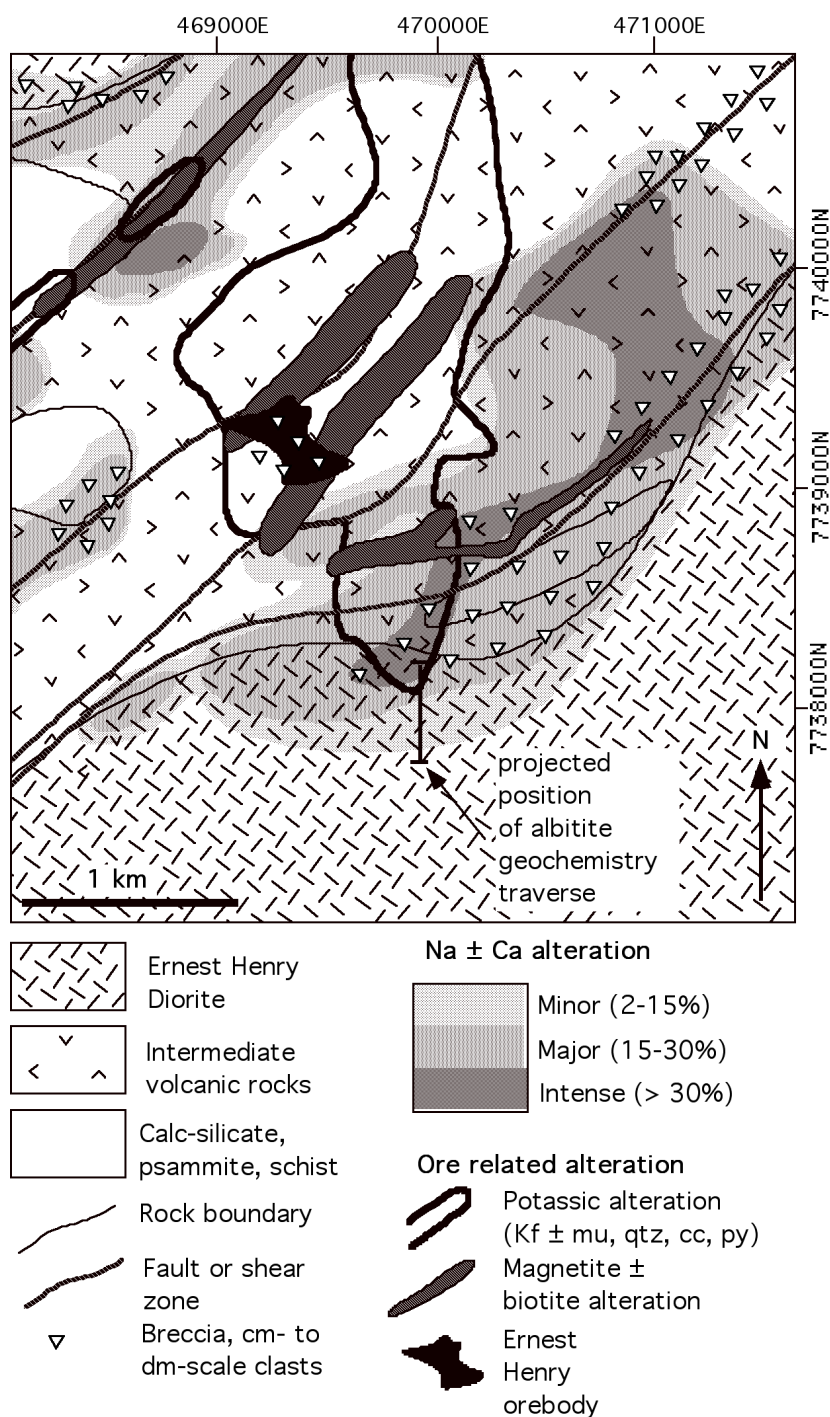 469000E 470000E 471000E
7740000N
7739000N
7738000N
N
projected
position
of albitite
geochemistry
traverse
1 km
Ernest Henry
Diorite
Intermediate
volcanic rocks
Calc-silicate,
psammite, schist
Rock boundary
Fault or shear
zone
Breccia, cm- to
dm-scale clasts
Na ± Ca alteration
Minor (2-15%)
Major (15-30%)
Intense (> 30%)
Ore related alteration
Potassic alteration
(Kf ± mu, qtz, cc, py)
Magnetite ±
biotite alteration
Ernest
Henry
orebody